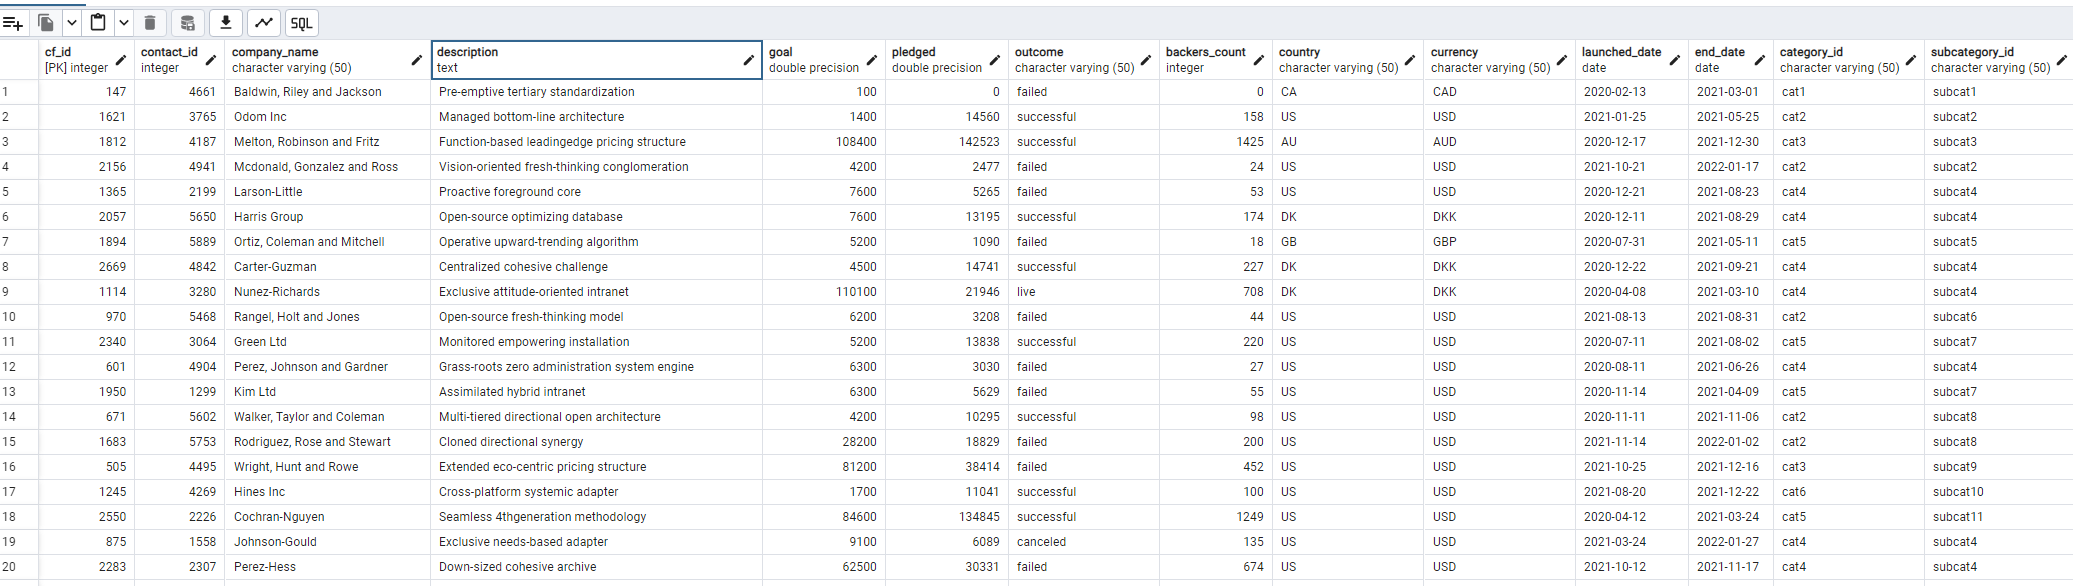 SQL
cf_id contact_id company_name description goal pledged outcome backers_count country currency launched_date end_date category_id subcategory_id
[PK] integer integer character varying (50) text double precision double precision character varying (50) integer character varying (50) character varying (50) date date character varying (50) character varying (50)
1 147 4661 Baldwin, Riley and Jackson Pre-emptive tertiary standardization 100 0 failed 0 CA CAD 2020-02-13 2021-03-01 cat1 subcat1
2 1621 3765 Odom Inc Managed bottom-line architecture 1400 14560 successful 158 US USD 2021-01-25 2021-05-25 cat2 subcat2
3 1812 4187 Melton, Robinson and Fritz Function-based leadingedge pricing structure 108400 142523 successful 1425 AU AUD 2020-12-17 2021-12-30 cat3 subcat3
4 2156 4941 Mcdonald, Gonzalez and Ross Vision-oriented fresh-thinking conglomeration 4200 2477 failed 24 US USD 2021-10-21 2022-01-17 cat2 subcat2
5 1365 2199 Larson-Little Proactive foreground core 7600 5265 failed 53 US USD 2020-12-21 2021-08-23 cat4 subcat4
6 2057 5650 Harris Group Open-source optimizing database 7600 13195 successful 174 DK DKK 2020-12-11 2021-08-29 cat4 subcat4
7 1894 5889 Ortiz, Coleman and Mitchell Operative upward-trending algorithm 5200 1090 failed 18 GB GBP 2020-07-31 2021-05-11 cat5 subcat5
8 2669 4842 Carter-Guzman Centralized cohesive challenge 4500 14741 successful 227 DK DKK 2020-12-22 2021-09-21 cat4 subcat4
9 1114 3280 Nunez-Richards Exclusive attitude-oriented intranet 110100 21946 live 708 DK DKK 2020-04-08 2021-03-10 cat4 subcat4
10 970 5468 Rangel, Holt and Jones Open-source fresh-thinking model 6200 3208 failed 44 US USD 2021-08-13 2021-08-31 cat2 subcat6
11 2340 3064 Green Ltd Monitored empowering installation 5200 13838 successful 220 US USD 2020-07-11 2021-08-02 cat5 subcat7
12 601 4904 Perez, Johnson and Gardner Grass-roots zero administration system engine 6300 3030 failed 27 US USD 2020-08-11 2021-06-26 cat4 subcat4
13 1950 1299 Kim Ltd Assimilated hybrid intranet 6300 5629 failed 55 US USD 2020-11-14 2021-04-09 cat5 subcat7
14 671 5602 Walker, Taylor and Coleman Multi-tiered directional open architecture 4200 10295 successful 98 US USD 2020-11-11 2021-11-06 cat2 subcat8
15 1683 5753 Rodriguez, Rose and Stewart Cloned directional synergy 28200 18829 failed 200 US USD 2021-11-14 2022-01-02 cat2 subcat8
16 505 4495 Wright, Hunt and Rowe Extended eco-centric pricing structure 81200 38414 failed 452 US USD 2021-10-25 2021-12-16 cat3 subcat9
17 1245 4269 Hines Inc Cross-platform systemic adapter 1700 11041 successful 100 US USD 2021-08-20 2021-12-22 cat6 subcat10
18 2550 2226 Cochran-Nguyen Seamless 4thgeneration methodology 84600 134845 successful 1249 US USD 2020-04-12 2021-03-24 cat5 subcat11
19 875 1558 Johnson-Gould Exclusive needs-based adapter 9100 6089 canceled 135 US USD 2021-03-24 2022-01-27 cat4 subcat4
20 2283 2307 Perez-Hess Down-sized cohesive archive 62500 30331 failed 674 US USD 2021-10-12 2021-11-17 cat4 subcat4